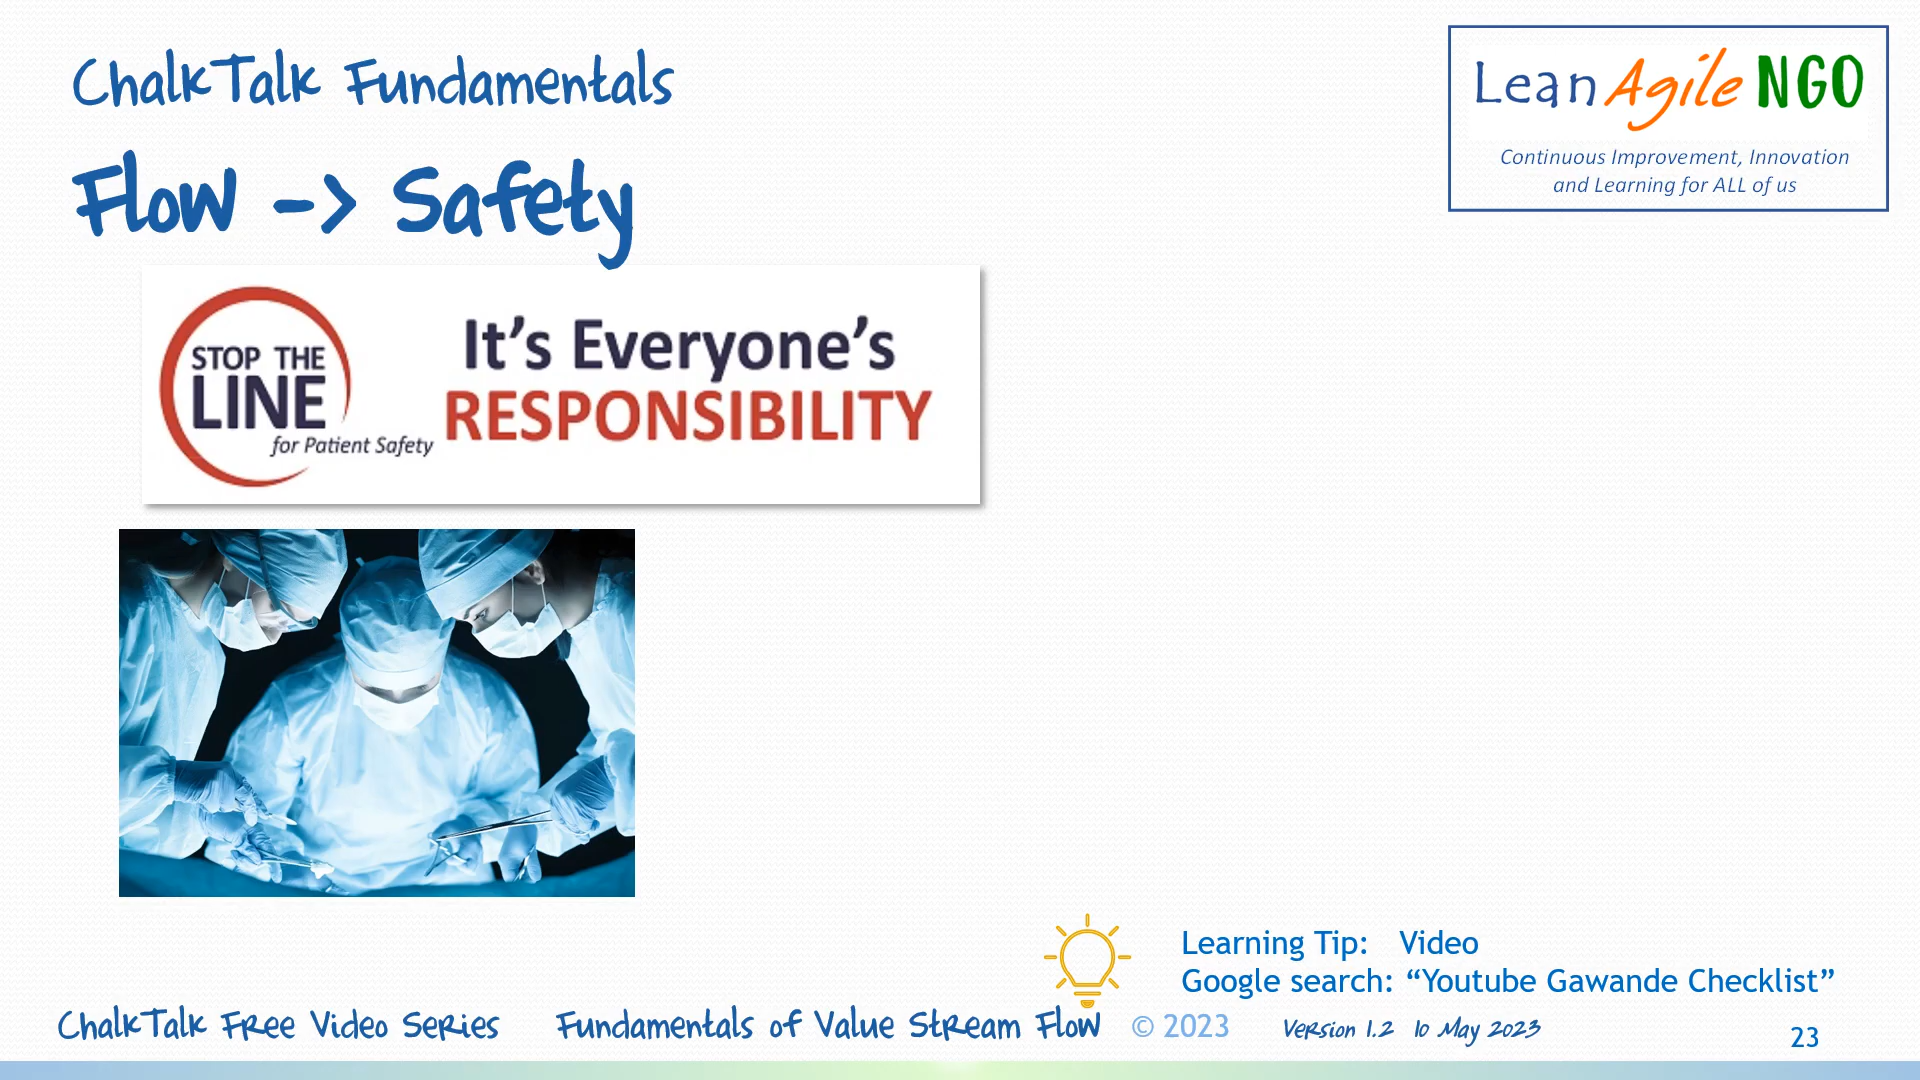 ChalkTalk Fundamentals
Flow -> Safety
Lean Agile NGO
Continuous Improvement, Innovation
and Learning for ALL of us
STOP THE
LINE
for Patient Safety
It's Everyone's
RESPONSIBILITY
Learning Tip: Video
Google search: “Youtube Gawande Checklist”
ChalkTalk Free Video Series Fundamentals of Value Stream Flow © 2023 Version 1.2 10 May 2023
23